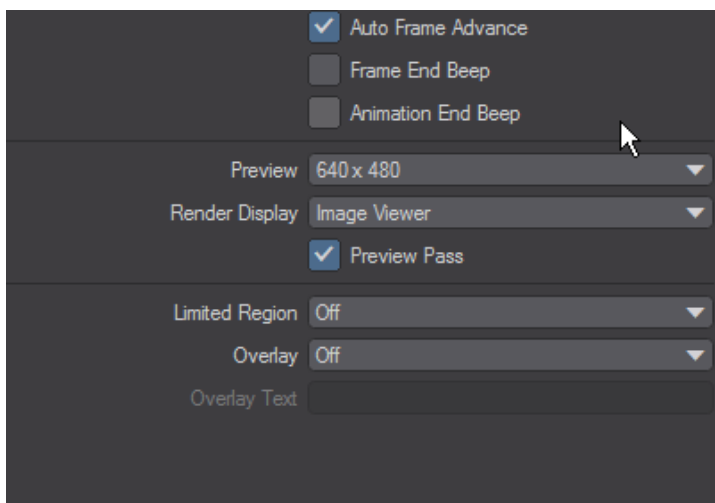 Auto Frame Advance
Frame End Beep
Animation End Beep
Preview 640 x 480
Render Display Image Viewer
Preview Pass
Limited Region Off
Overlay Off
Overlay Text